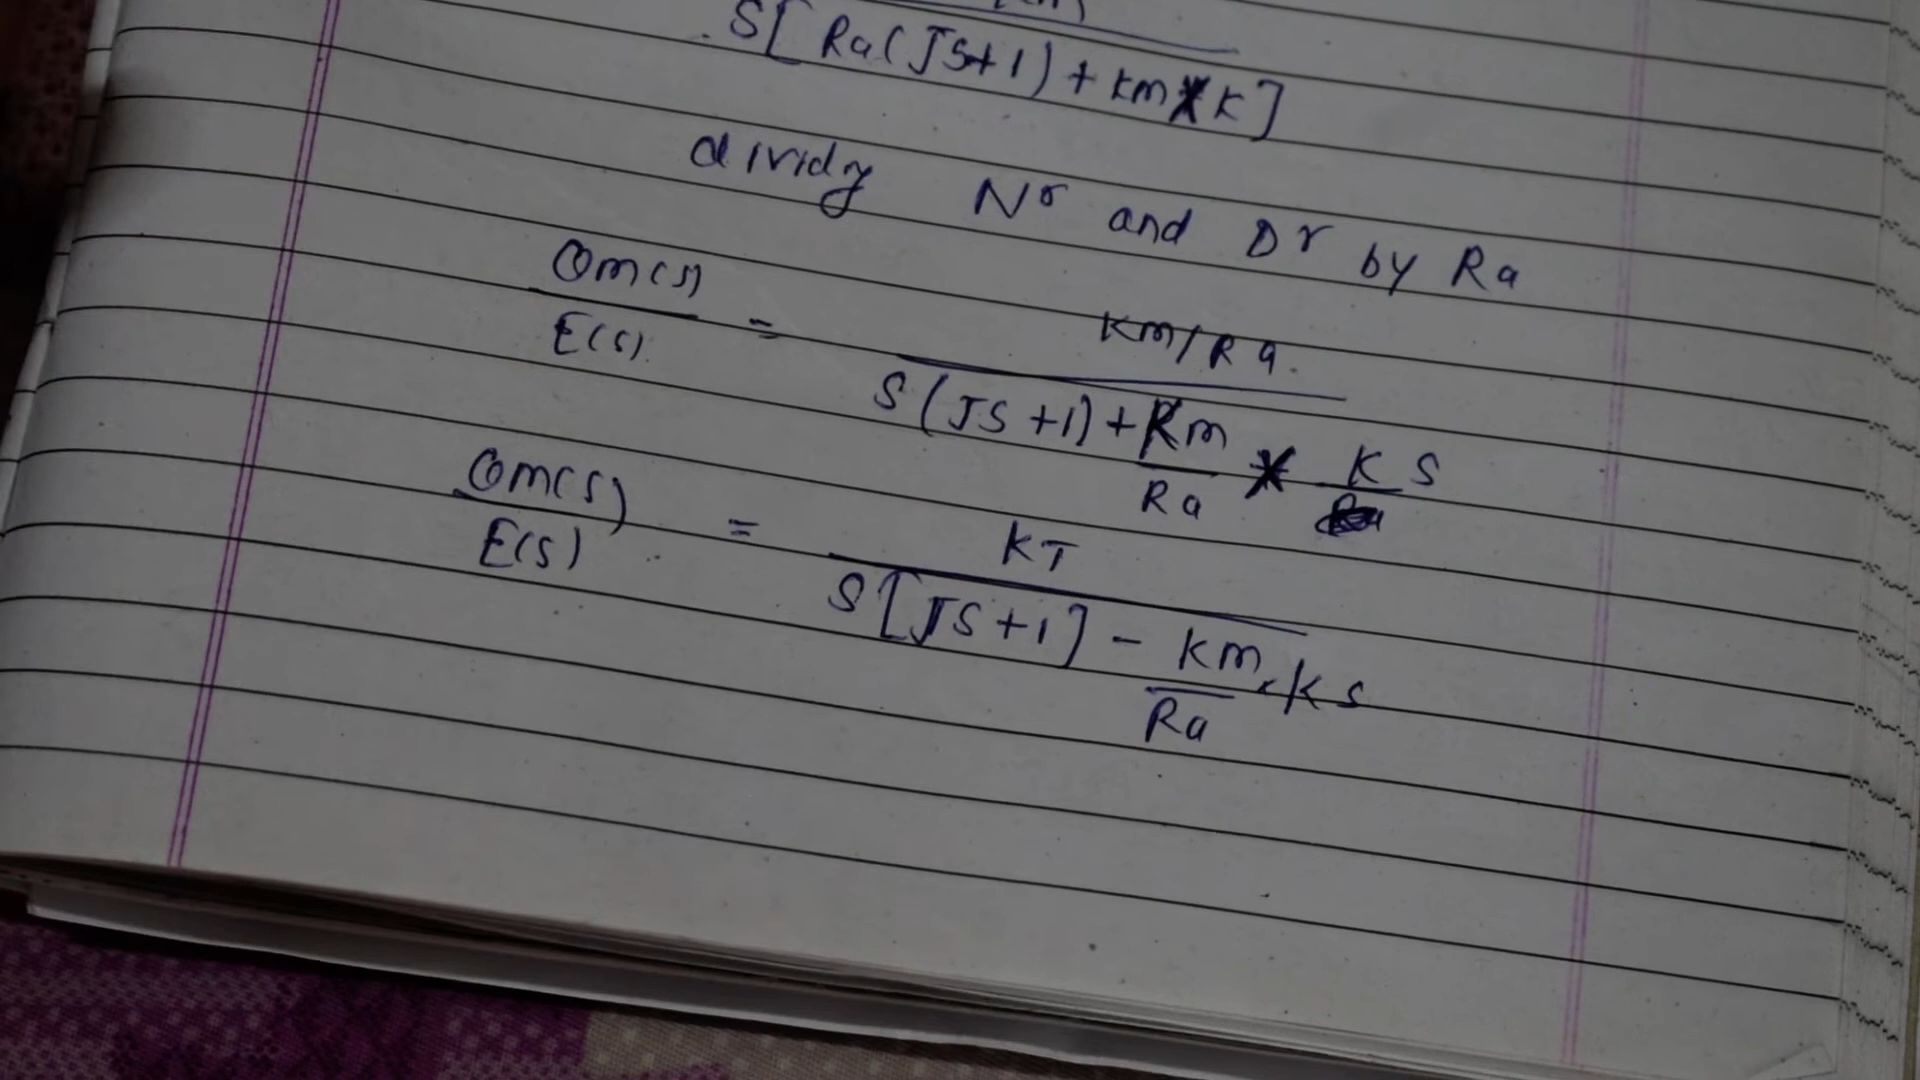 S[ Ra(JS+1) + km K]
dividg Nr and Dr by Ra
θm(s) / E(s) = km/Ra / S(JS+1) + Km/Ra * K S
θm(s) / E(s) = KT / S[JS+1] - Km/Ra . KS